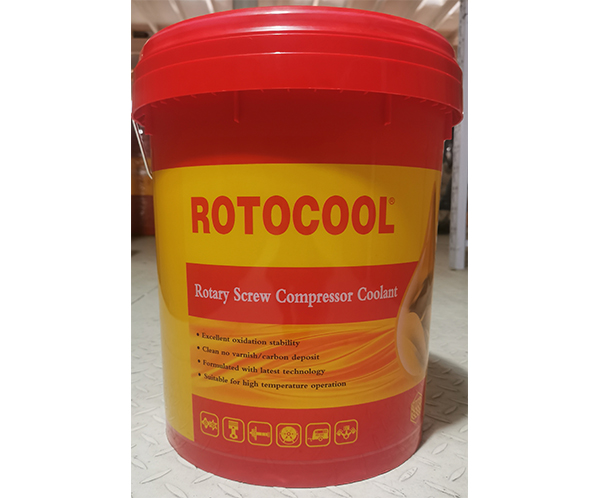 ROTOCOOL®
Rotary Screw Compressor Coolant
• Excellent oxidation stability
• Clean no varnish/carbon deposit
• Formulated with latest technology
• Suitable for high temperature operation